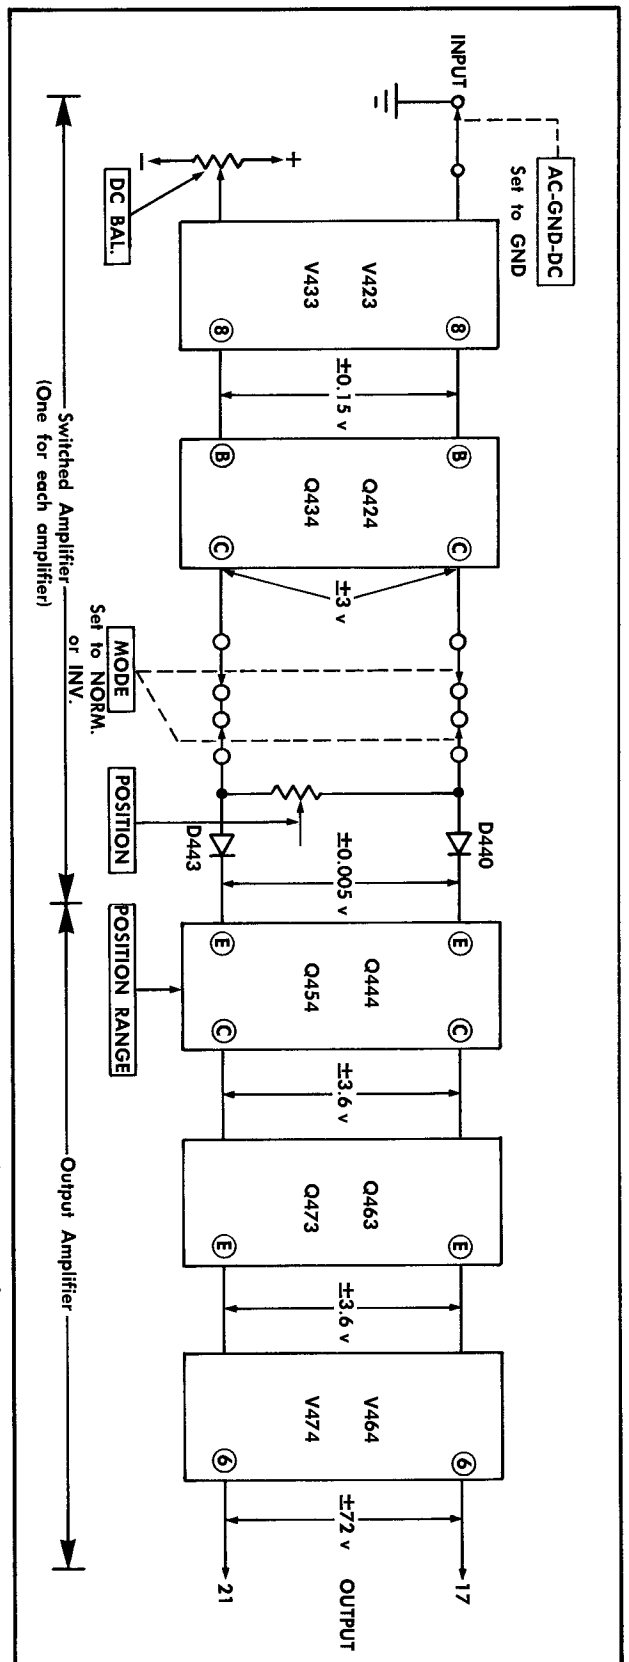 INPUT
AC-GND-DC
Set to GND
+
−
DC BAL.
V423
V433
8
8
±0.15 v
B
B
Q424
Q434
C
C
±3 v
MODE
Set to NORM.
or INV.
POSITION
D440
D443
±0.005 v
E
E
Q444
Q454
C
C
POSITION RANGE
±3.6 v
Q463
Q473
E
E
±3.6 v
V464
V474
6
6
±72 v
OUTPUT
17
21
Switched Amplifier
(One for each amplifier)
Output Amplifier